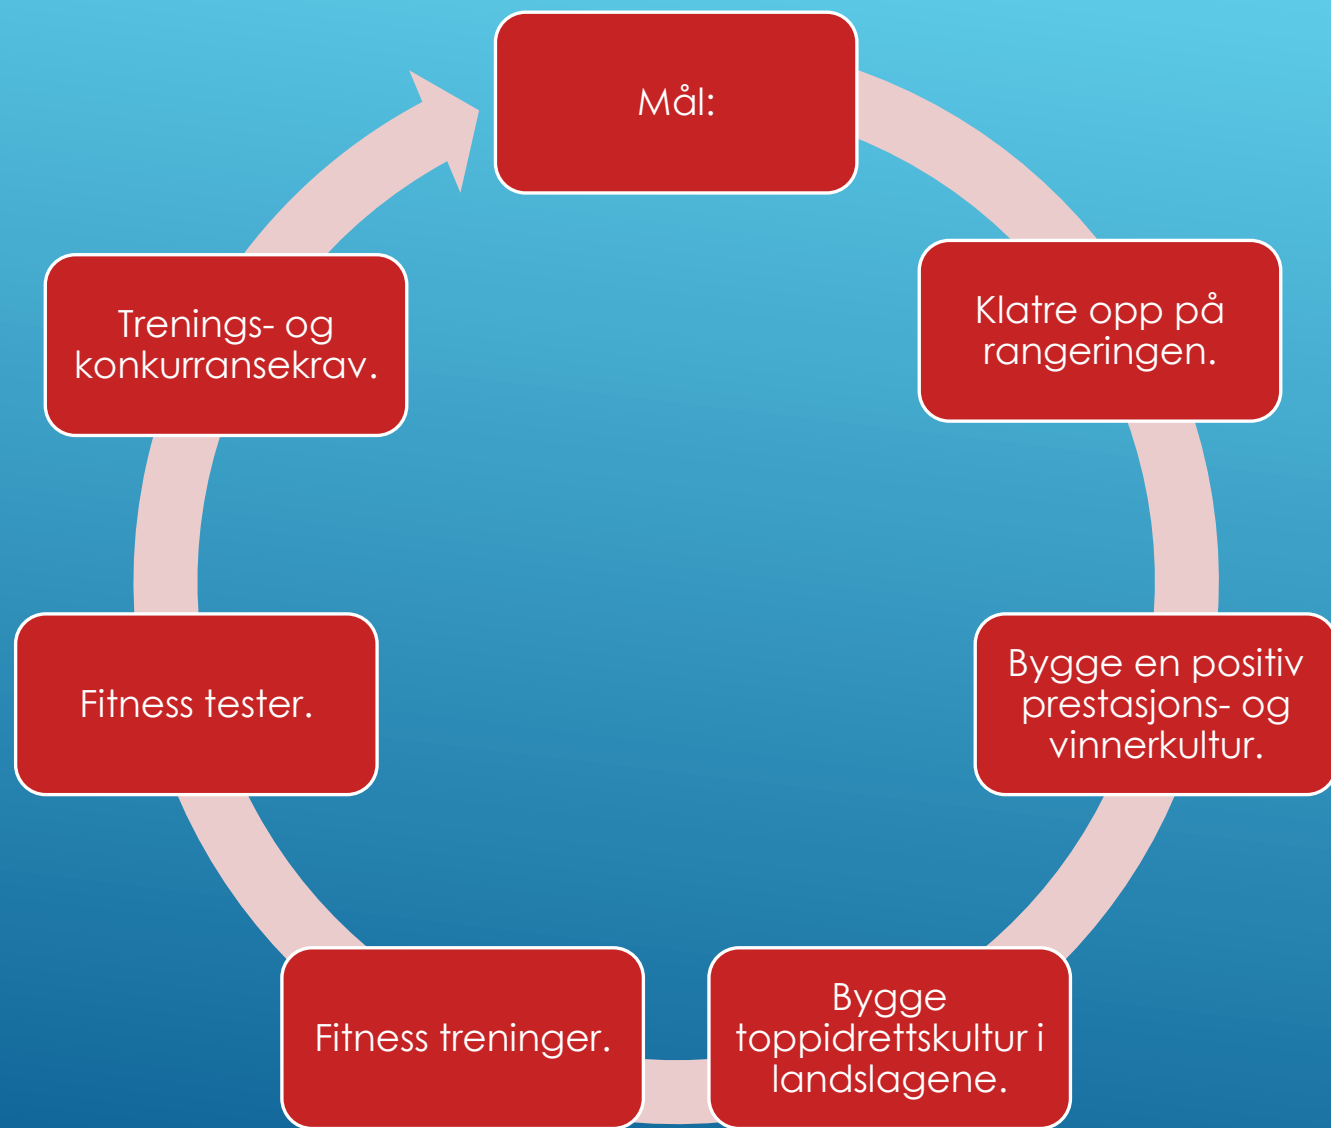 Mål:
Klatre opp på
rangeringen.
Bygge en positiv
prestasjons- og
vinnerkultur.
Bygge
toppidrettskultur i
landslagene.
Fitness treninger.
Fitness tester.
Trenings- og
konkurransekrav.